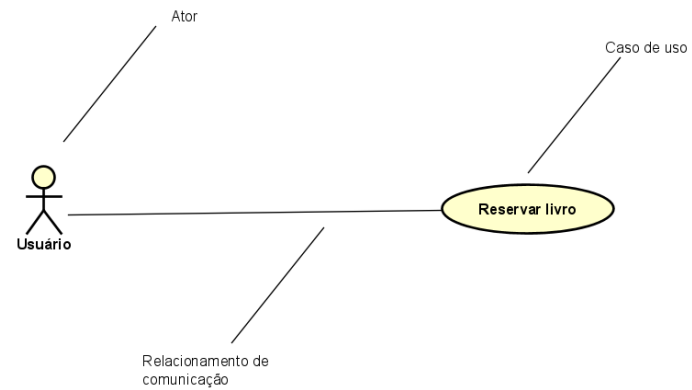 Ator
Caso de uso
Reservar livro
Usuário
Relacionamento de
comunicação